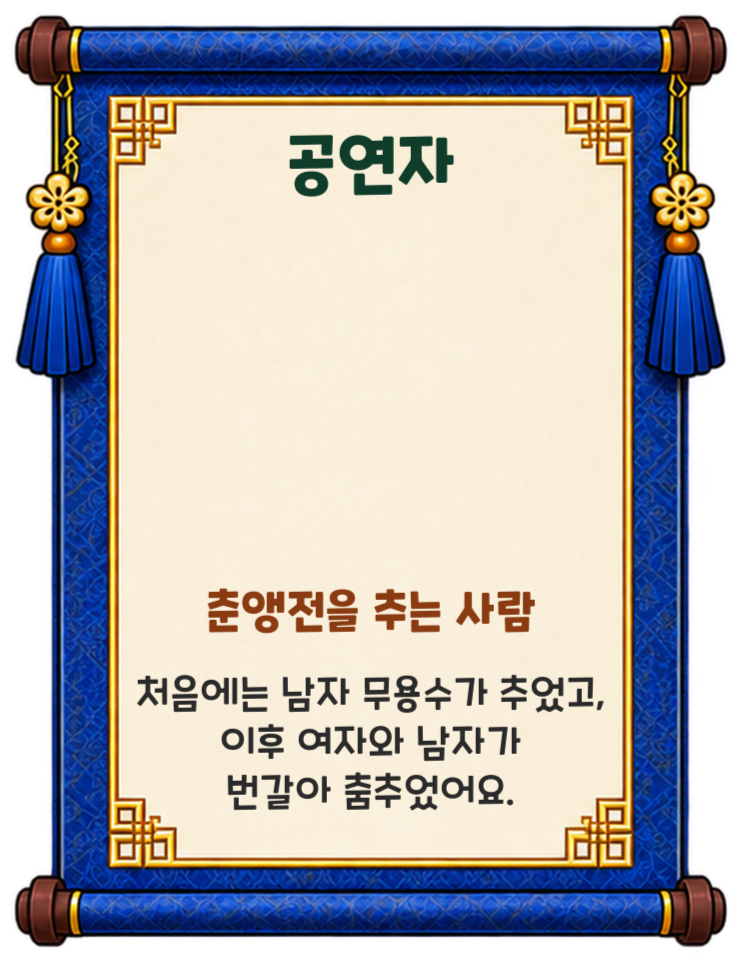 공연자
춘앵전을 추는 사람
처음에는 남자 무용수가 추었고,
이후 여자와 남자가
번갈아 춤추었어요.